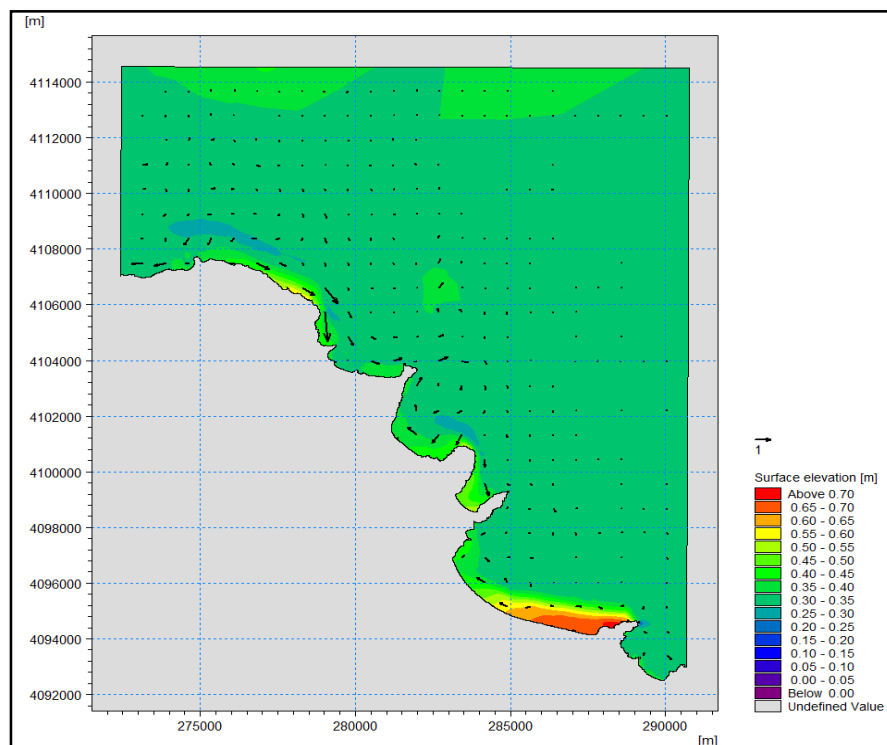 [m]
4114000
4112000
4110000
4108000
4106000
4104000
4102000
4100000
4098000
4096000
4094000
4092000
275000 280000 285000 290000
[m]
1
Surface elevation [m]
Above 0.70
0.65 - 0.70
0.60 - 0.65
0.55 - 0.60
0.50 - 0.55
0.45 - 0.50
0.40 - 0.45
0.35 - 0.40
0.30 - 0.35
0.25 - 0.30
0.20 - 0.25
0.15 - 0.20
0.10 - 0.15
0.05 - 0.10
0.00 - 0.05
Below 0.00
Undefined Value